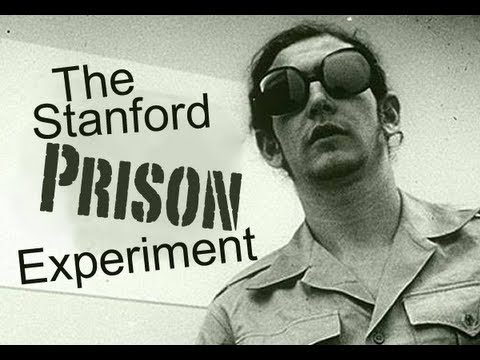 The
Stanford
PRISON
Experiment